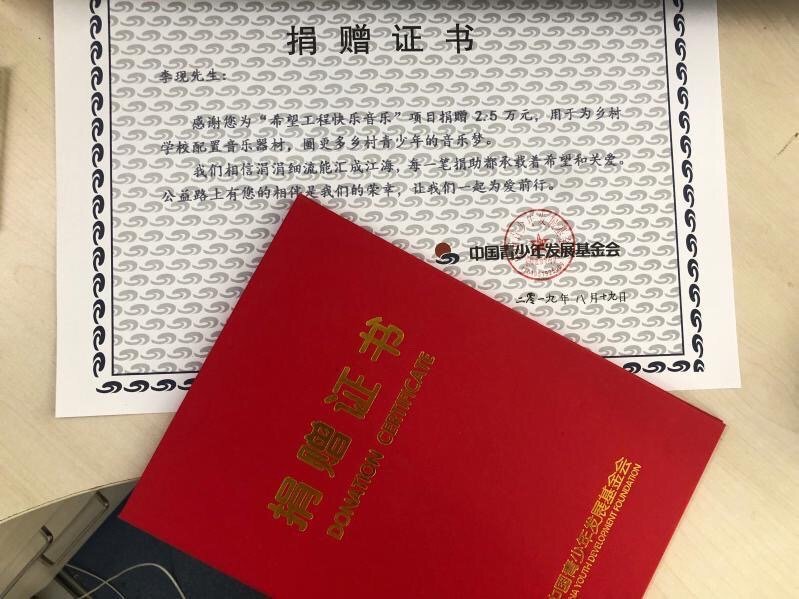 捐赠证书
李现先生：
感谢您为“希望工程快乐音乐”项目捐赠2.5万元，用于为乡村
学校配置音乐器材，圈更多乡村青少年的音乐梦。
我们相信涓涓细流能汇成江海，每一笔捐助都承载着希望和关爱。
公益路上有您的相伴是我们的荣幸，让我们一起为爱前行。
中国青少年发展基金会
二零一九年八月十九日
捐赠证书
DONATION CERTIFICATE
中国青少年发展基金会
YOUTH DEVELOPMENT FOUNDATION